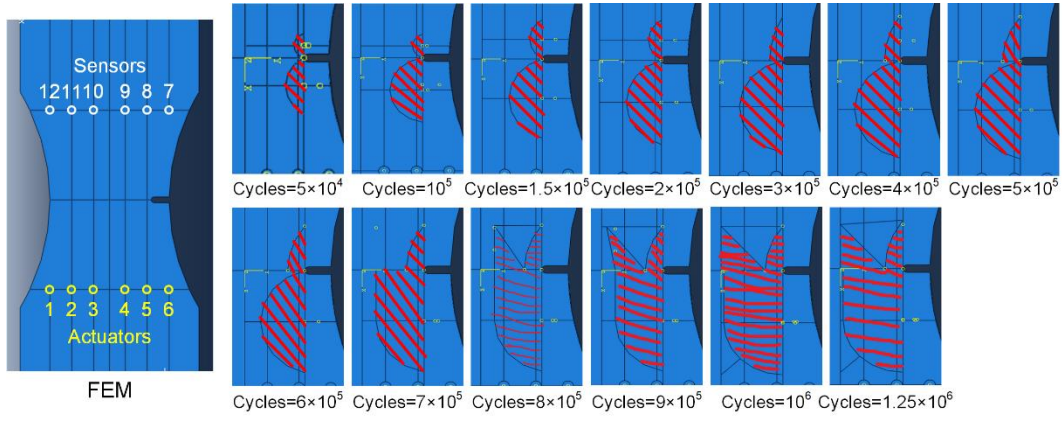 Sensors
12 11 10 9 8 7
1 2 3 4 5 6
Actuators
FEM
Cycles=5×10⁴
Cycles=10⁵
Cycles=1.5×10⁵
Cycles=2×10⁵
Cycles=3×10⁵
Cycles=4×10⁵
Cycles=5×10⁵
Cycles=6×10⁵
Cycles=7×10⁵
Cycles=8×10⁵
Cycles=9×10⁵
Cycles=10⁶
Cycles=1.25×10⁶